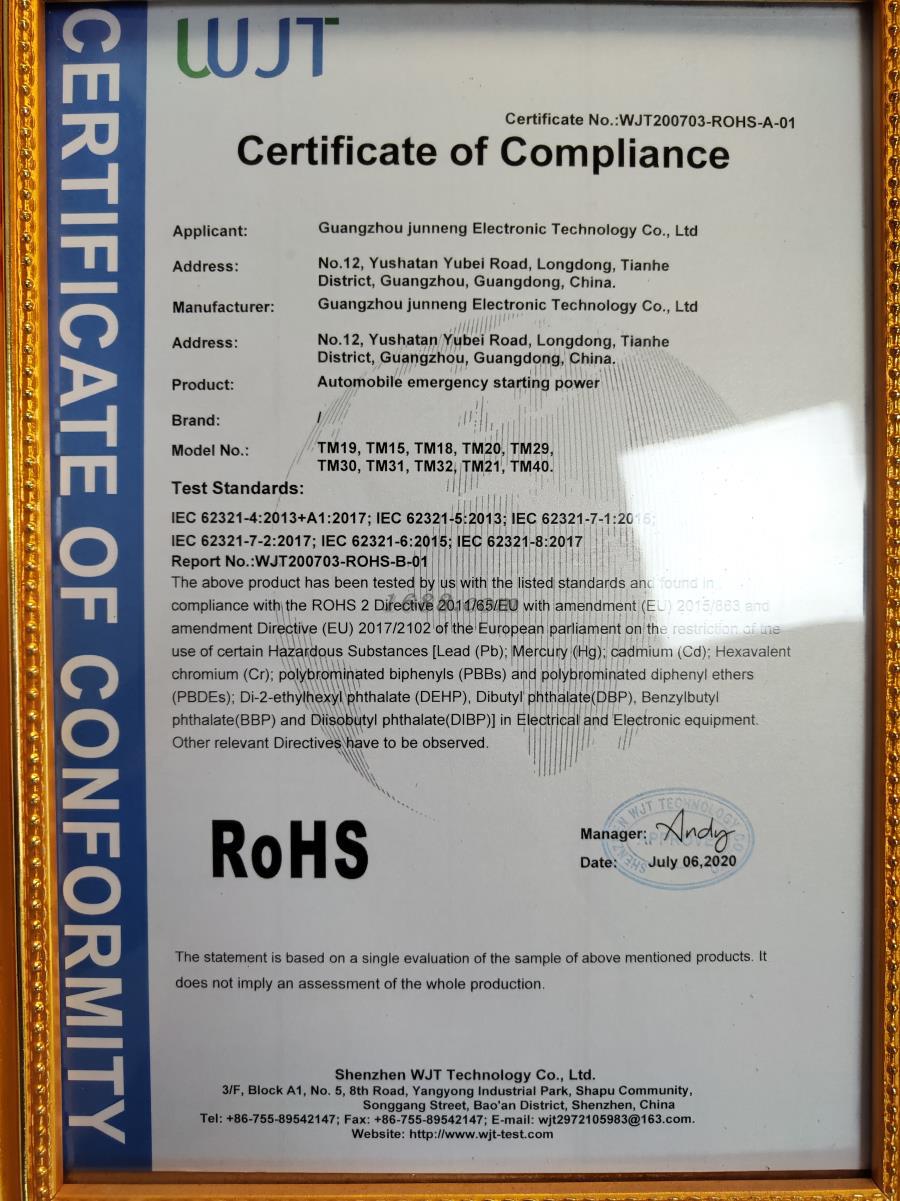 CERTIFICATE OF CONFORMITY
WJT
Certificate No.:WJT200703-ROHS-A-01
Certificate of Compliance
Applicant: Guangzhou junneng Electronic Technology Co., Ltd
Address: No.12, Yushatan Yubei Road, Longdong, Tianhe
District, Guangzhou, Guangdong, China.
Manufacturer: Guangzhou junneng Electronic Technology Co., Ltd
Address: No.12, Yushatan Yubei Road, Longdong, Tianhe
District, Guangzhou, Guangdong, China.
Product: Automobile emergency starting power
Brand: /
Model No.: TM19, TM15, TM18, TM20, TM29,
TM30, TM31, TM32, TM21, TM40.
Test Standards:
IEC 62321-4:2013+A1:2017; IEC 62321-5:2013; IEC 62321-7-1:2015;
IEC 62321-7-2:2017; IEC 62321-6:2015; IEC 62321-8:2017
Report No.:WJT200703-ROHS-B-01
The above product has been tested by us with the listed standards and found in
compliance with the ROHS 2 Directive 2011/65/EU with amendment (EU) 2015/863 and
amendment Directive (EU) 2017/2102 of the European parliament on the restriction of the
use of certain Hazardous Substances [Lead (Pb); Mercury (Hg); cadmium (Cd); Hexavalent
chromium (Cr); polybrominated biphenyls (PBBs) and polybrominated diphenyl ethers
(PBDEs); Di-2-ethylhexyl phthalate (DEHP), Dibutyl phthalate(DBP), Benzylbutyl
phthalate(BBP) and Diisobutyl phthalate(DIBP)] in Electrical and Electronic equipment.
Other relevant Directives have to be observed.
1688.com
RoHS
SHENZHEN WJT TECHNOLOGY CO., LTD
APPROVED
Manager: Andy
Date: July 06,2020
The statement is based on a single evaluation of the sample of above mentioned products. It
does not imply an assessment of the whole production.
Shenzhen WJT Technology Co., Ltd.
3/F, Block A1, No. 5, 8th Road, Yangyong Industrial Park, Shapu Community,
Songgang Street, Bao'an District, Shenzhen, China
Tel: +86-755-89542147; Fax: +86-755-89542147; E-mail: wjt2972105983@163.com.
Website: http://www.wjt-test.com